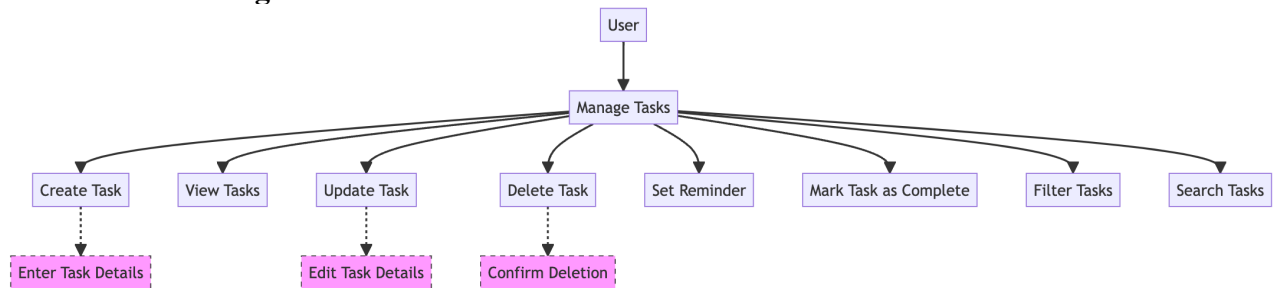 User
Manage Tasks
Create Task
View Tasks
Update Task
Delete Task
Set Reminder
Mark Task as Complete
Filter Tasks
Search Tasks
Enter Task Details
Edit Task Details
Confirm Deletion